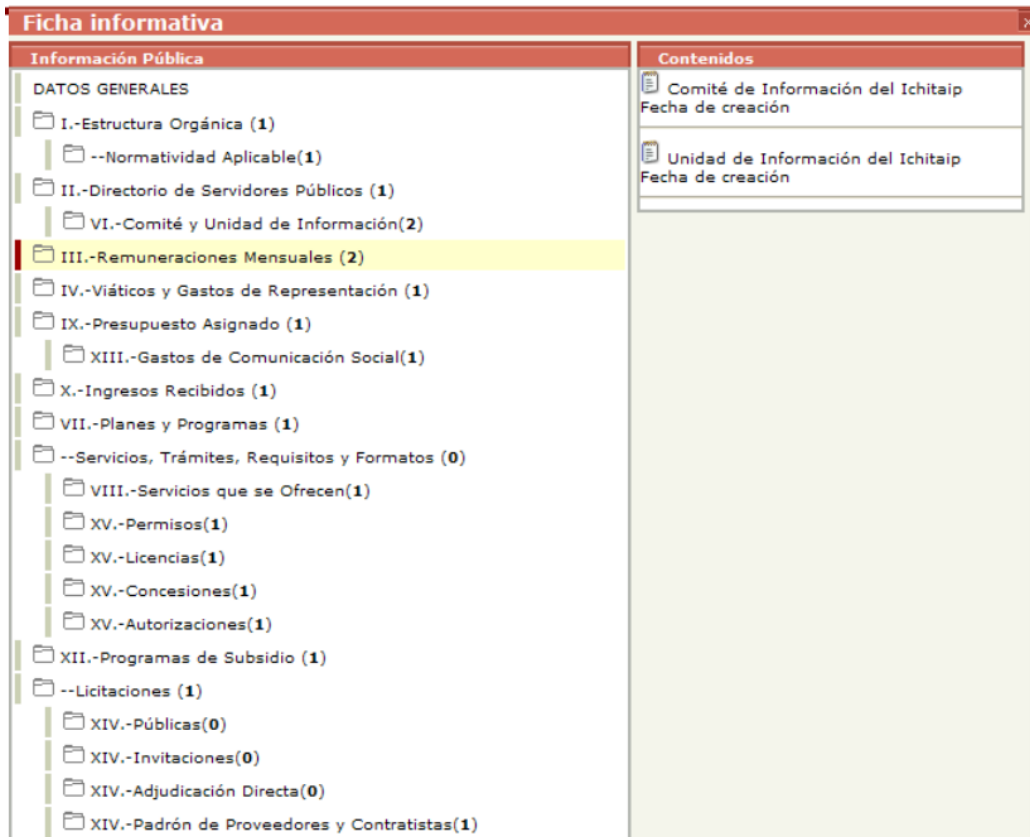 Ficha informativa
Información Pública
DATOS GENERALES
I.-Estructura Orgánica (1)
--Normatividad Aplicable(1)
II.-Directorio de Servidores Públicos (1)
VI.-Comité y Unidad de Información(2)
III.-Remuneraciones Mensuales (2)
IV.-Viáticos y Gastos de Representación (1)
IX.-Presupuesto Asignado (1)
XIII.-Gastos de Comunicación Social(1)
X.-Ingresos Recibidos (1)
VII.-Planes y Programas (1)
--Servicios, Trámites, Requisitos y Formatos (0)
VIII.-Servicios que se Ofrecen(1)
XV.-Permisos(1)
XV.-Licencias(1)
XV.-Concesiones(1)
XV.-Autorizaciones(1)
XII.-Programas de Subsidio (1)
--Licitaciones (1)
XIV.-Públicas(0)
XIV.-Invitaciones(0)
XIV.-Adjudicación Directa(0)
XIV.-Padrón de Proveedores y Contratistas(1)
Contenidos
Comité de Información del Ichitaip
Fecha de creación
Unidad de Información del Ichitaip
Fecha de creación